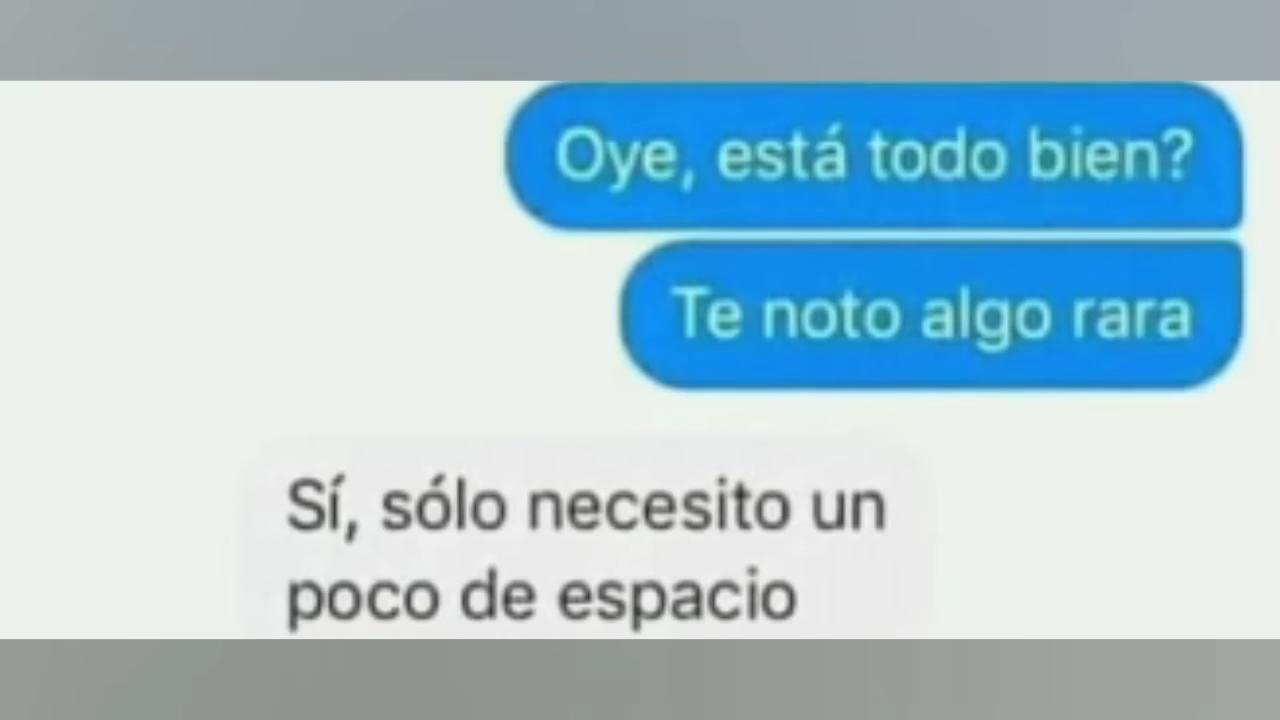 Oye, está todo bien?
Te noto algo rara
Sí, sólo necesito un
poco de espacio